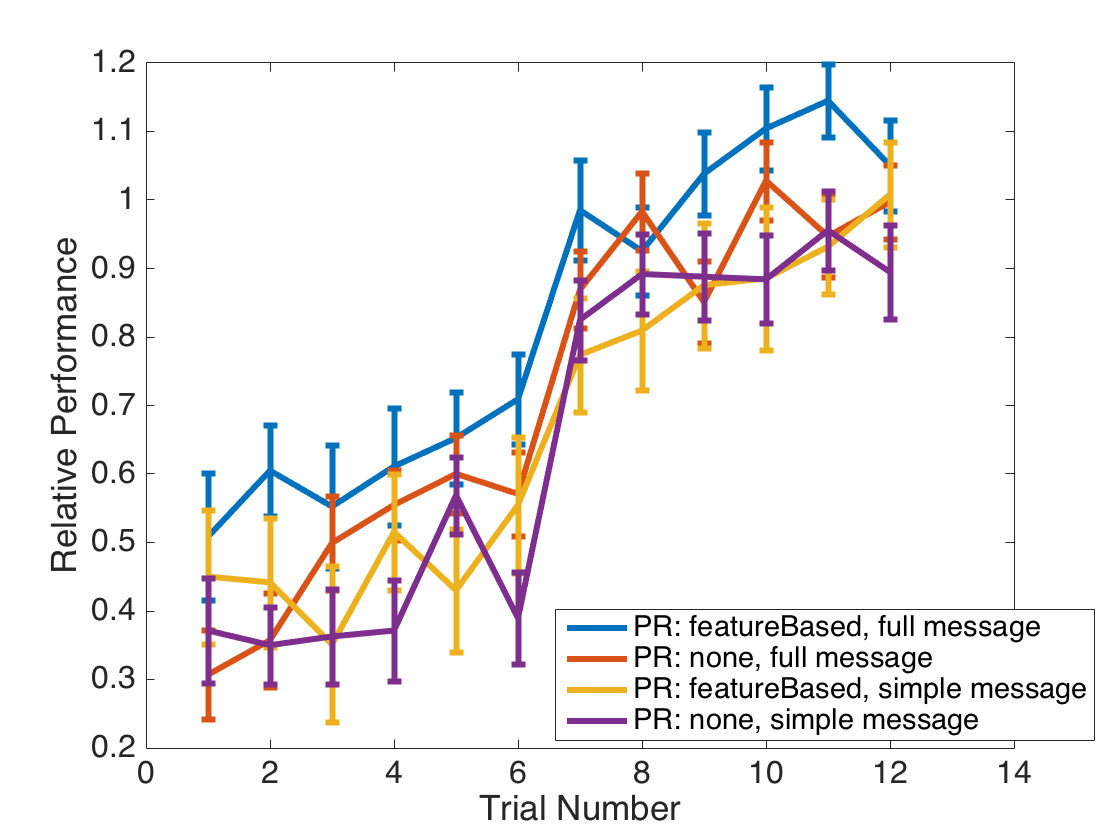 1.2
1.1
1
0.9
0.8
0.7
0.6
0.5
0.4
0.3
0.2
Relative Performance
PR: featureBased, full message
PR: none, full message
PR: featureBased, simple message
PR: none, simple message
0 2 4 6 8 10 12 14
Trial Number